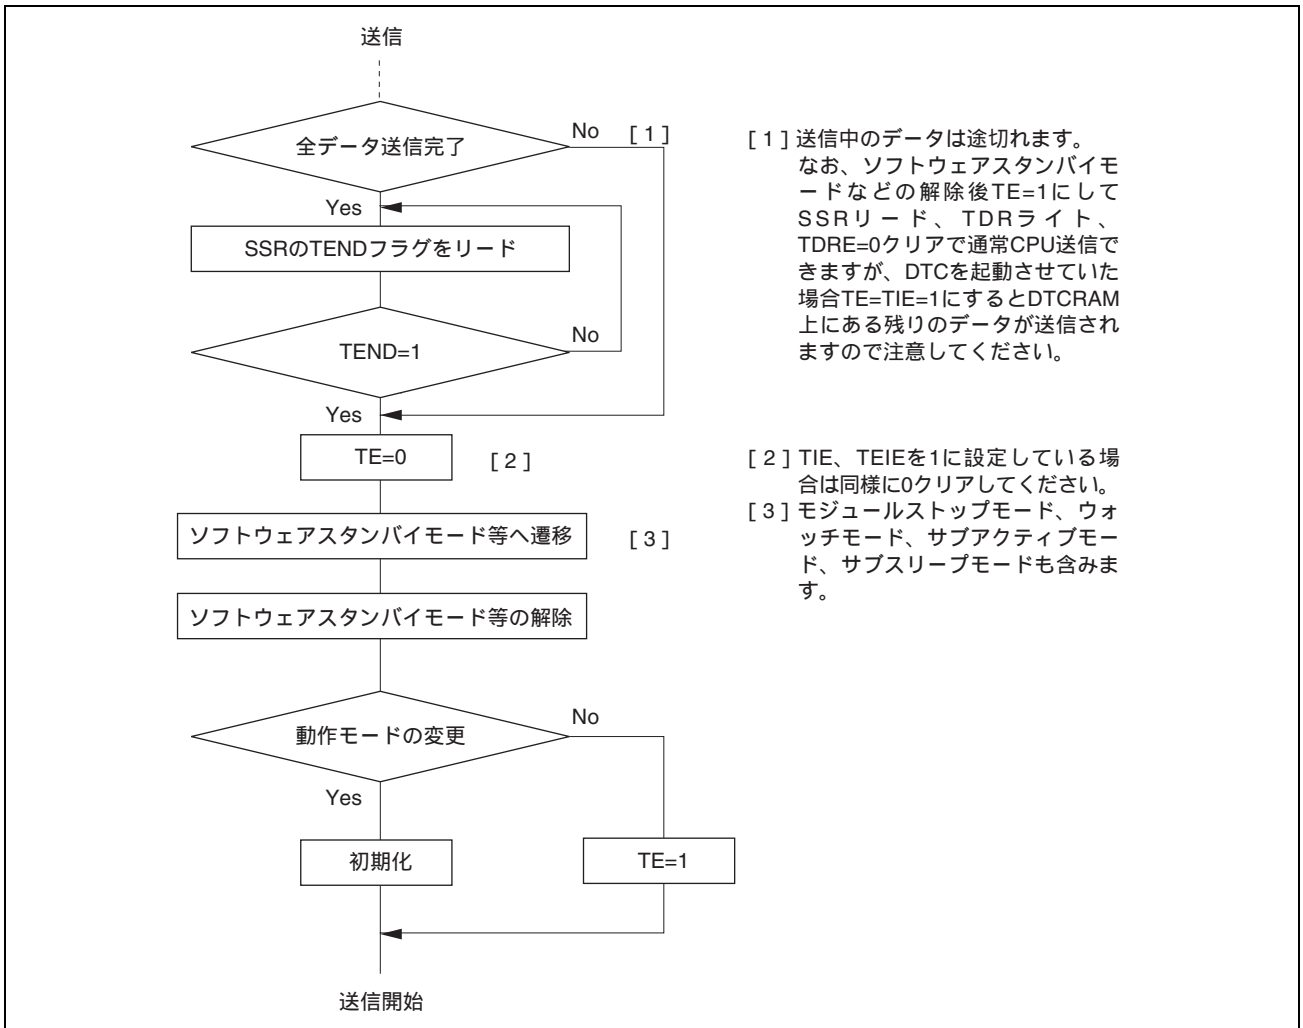 送信
全データ送信完了
No [ 1 ]
Yes
SSRのTENDフラグをリード
TEND=1
No
Yes
TE=0
[ 2 ]
ソフトウェアスタンバイモード等へ遷移
[ 3 ]
ソフトウェアスタンバイモード等の解除
動作モードの変更
No
Yes
初期化
TE=1
送信開始
[ 1 ] 送信中のデータは途切れます。
なお、ソフトウェアスタンバイモ
ードなどの解除後TE=1にして
SSRリード、TDRライト、
TDRE=0クリアで通常CPU送信で
きますが、DTCを起動させていた
場合TE=TIE=1にするとDTCRAM
上にある残りのデータが送信され
ますので注意してください。
[ 2 ] TIE、TEIEを1に設定している場
合は同様に0クリアしてください。
[ 3 ] モジュールストップモード、ウォ
ッチモード、サブアクティブモー
ド、サブスリープモードも含みま
す。